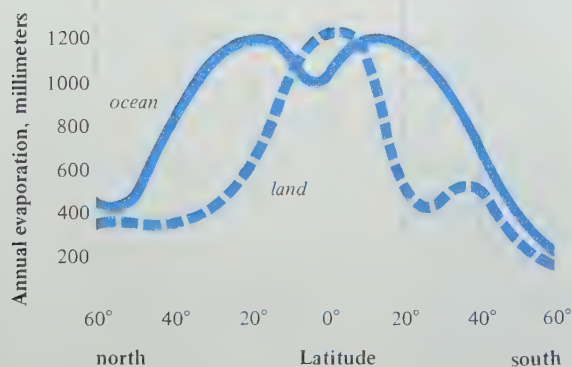 Annual evaporation, millimeters
1200
1000
800
600
400
200
ocean
land
60° 40° 20° 0° 20° 40° 60°
north Latitude south